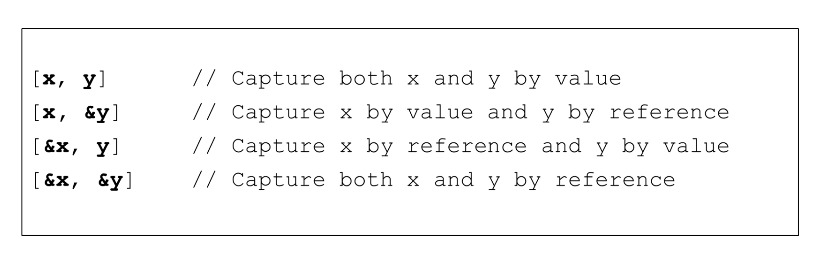 [x, y]      // Capture both x and y by value
[x, &y]     // Capture x by value and y by reference
[&x, y]     // Capture x by reference and y by value
[&x, &y]    // Capture both x and y by reference